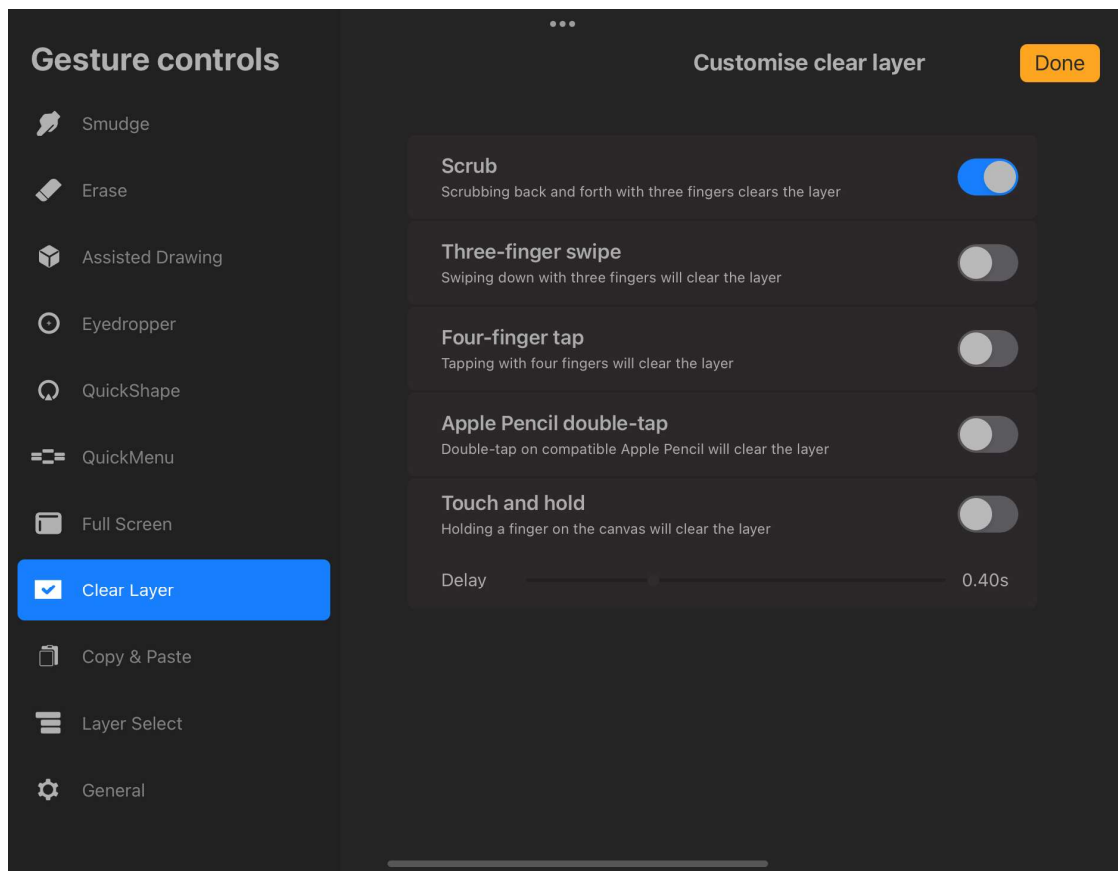 Gesture controls
Smudge
Erase
Assisted Drawing
Eyedropper
QuickShape
QuickMenu
Full Screen
Clear Layer
Copy & Paste
Layer Select
General
Customise clear layer
Done
Scrub
Scrubbing back and forth with three fingers clears the layer
Three-finger swipe
Swiping down with three fingers will clear the layer
Four-finger tap
Tapping with four fingers will clear the layer
Apple Pencil double-tap
Double-tap on compatible Apple Pencil will clear the layer
Touch and hold
Holding a finger on the canvas will clear the layer
Delay 0.40s